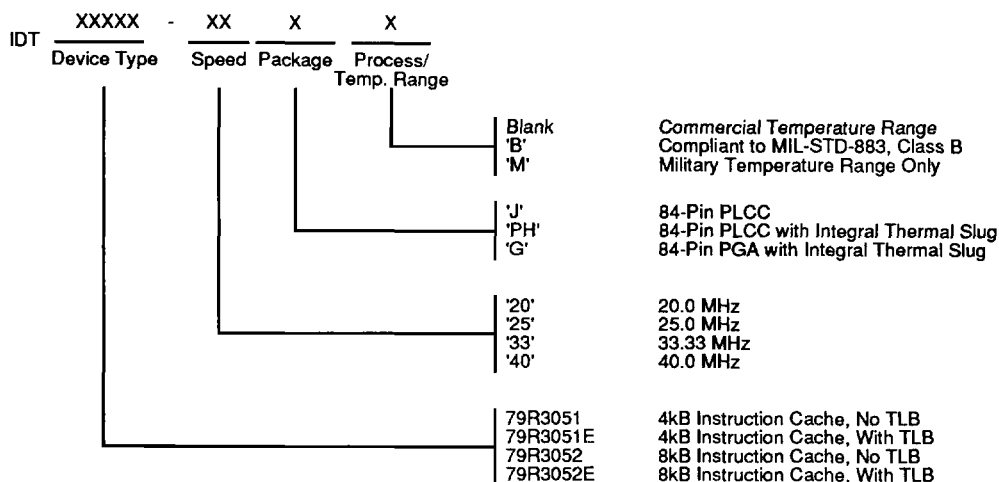 XXXXX - XX X X
IDT
Device Type Speed Package Process/
Temp. Range
Blank Commercial Temperature Range
'B' Compliant to MIL-STD-883, Class B
'M' Military Temperature Range Only
'J' 84-Pin PLCC
'PH' 84-Pin PLCC with Integral Thermal Slug
'G' 84-Pin PGA with Integral Thermal Slug
'20' 20.0 MHz
'25' 25.0 MHz
'33' 33.33 MHz
'40' 40.0 MHz
79R3051 4kB Instruction Cache, No TLB
79R3051E 4kB Instruction Cache, With TLB
79R3052 8kB Instruction Cache, No TLB
79R3052E 8kB Instruction Cache, With TLB